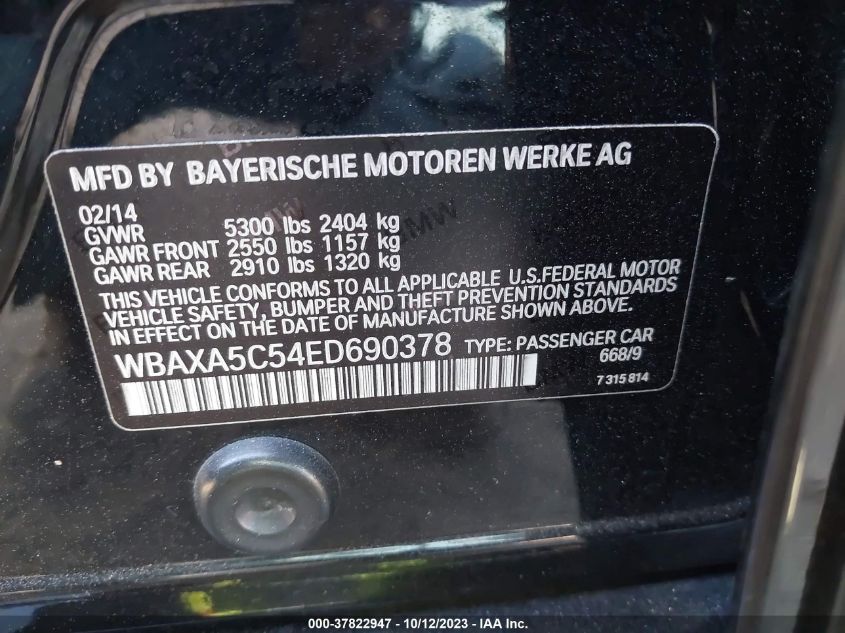 MFD BY BAYERISCHE MOTOREN WERKE AG
02/14
GVWR 5300 lbs 2404 kg
GAWR FRONT 2550 lbs 1157 kg
GAWR REAR 2910 lbs 1320 kg
THIS VEHICLE CONFORMS TO ALL APPLICABLE U.S.FEDERAL MOTOR
VEHICLE SAFETY, BUMPER AND THEFT PREVENTION STANDARDS
IN EFFECT ON THE DATE OF MANUFACTURE SHOWN ABOVE.
WBAXA5C54ED690378 TYPE: PASSENGER CAR
668/9
7 315 814
000-37822947 - 10/12/2023 - IAAI.com